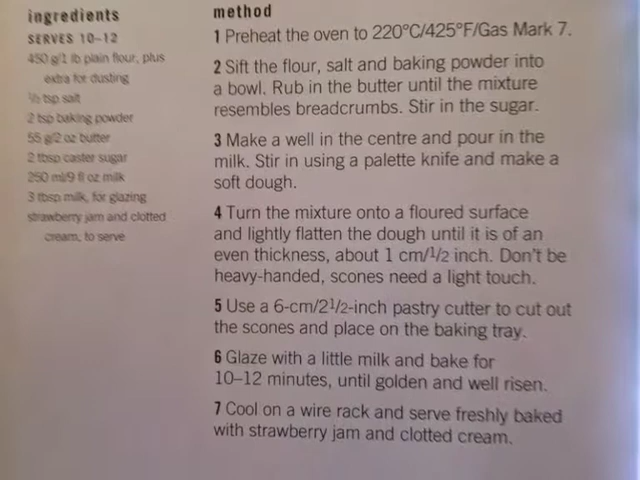 ingredients
SERVES 10–12
450 g/1 lb plain flour, plus
extra for dusting
½ tsp salt
2 tsp baking powder
55 g/2 oz butter
2 tbsp caster sugar
250 ml/9 fl oz milk
3 tbsp milk, for glazing
strawberry jam and clotted
cream, to serve
method
1 Preheat the oven to 220°C/425°F/Gas Mark 7.
2 Sift the flour, salt and baking powder into
a bowl. Rub in the butter until the mixture
resembles breadcrumbs. Stir in the sugar.
3 Make a well in the centre and pour in the
milk. Stir in using a palette knife and make a
soft dough.
4 Turn the mixture onto a floured surface
and lightly flatten the dough until it is of an
even thickness, about 1 cm/1/2 inch. Don't be
heavy-handed, scones need a light touch.
5 Use a 6-cm/21/2-inch pastry cutter to cut out
the scones and place on the baking tray.
6 Glaze with a little milk and bake for
10–12 minutes, until golden and well risen.
7 Cool on a wire rack and serve freshly baked
with strawberry jam and clotted cream.